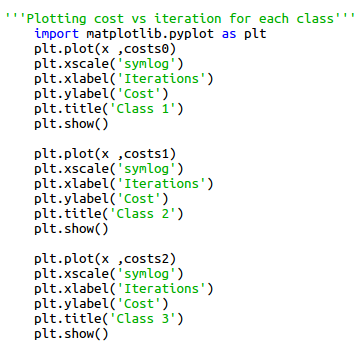 '''Plotting cost vs iteration for each class'''
    import matplotlib.pyplot as plt
    plt.plot(x ,costs0)
    plt.xscale('symlog')
    plt.xlabel('Iterations')
    plt.ylabel('Cost')
    plt.title('Class 1')
    plt.show()

    plt.plot(x ,costs1)
    plt.xscale('symlog')
    plt.xlabel('Iterations')
    plt.ylabel('Cost')
    plt.title('Class 2')
    plt.show()

    plt.plot(x ,costs2)
    plt.xscale('symlog')
    plt.xlabel('Iterations')
    plt.ylabel('Cost')
    plt.title('Class 3')
    plt.show()